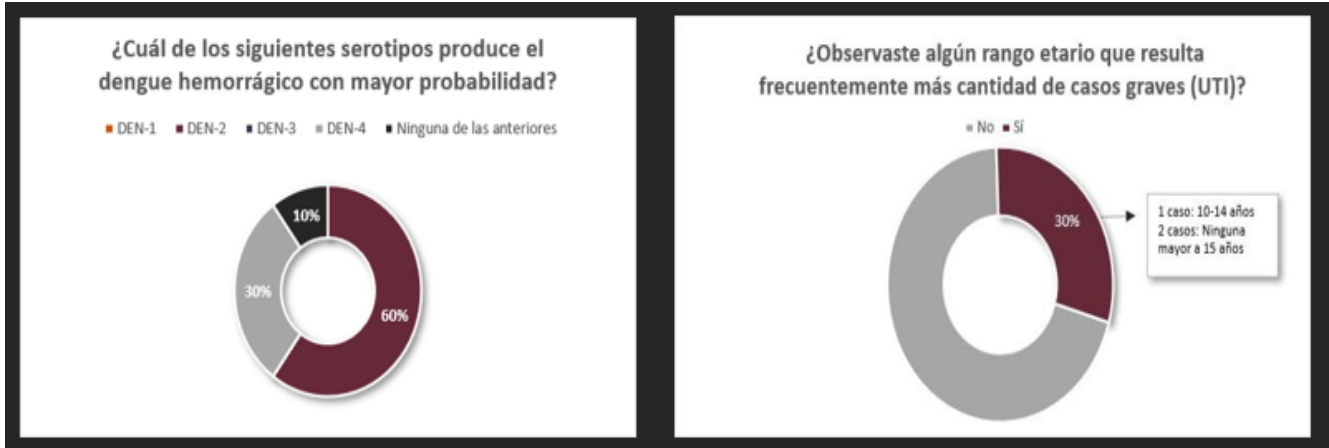 ¿Cuál de los siguientes serotipos produce el
dengue hemorrágico con mayor probabilidad?
DEN-1 DEN-2 DEN-3 DEN-4 Ninguna de las anteriores
10%
30%
60%
¿Observaste algún rango etario que resulta
frecuentemente más cantidad de casos graves (UTI)?
No Sí
30%
1 caso: 10-14 años
2 casos: Ninguna
mayor a 15 años